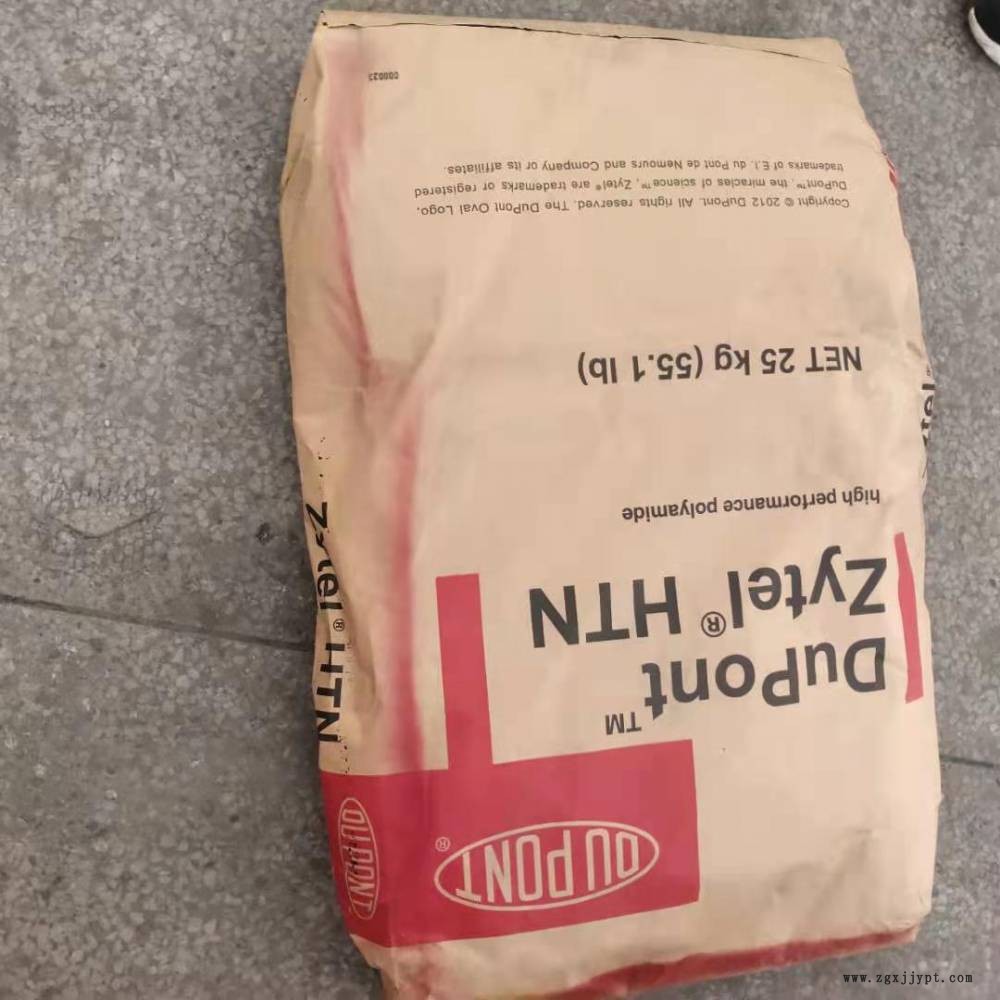 DU PONT®
DuPont™
Zytel® HTN
high performance polyamide
NET 25 kg (55.1 lb)
Copyright © 2012 DuPont. All rights reserved. The DuPont Oval Logo,
DuPont™, the miracles of science™, Zytel® are trademarks or registered
trademarks of E.I. du Pont de Nemours and Company or its affiliates.
DU PONT
Zytel® HTN
www.zgxjjypt.com